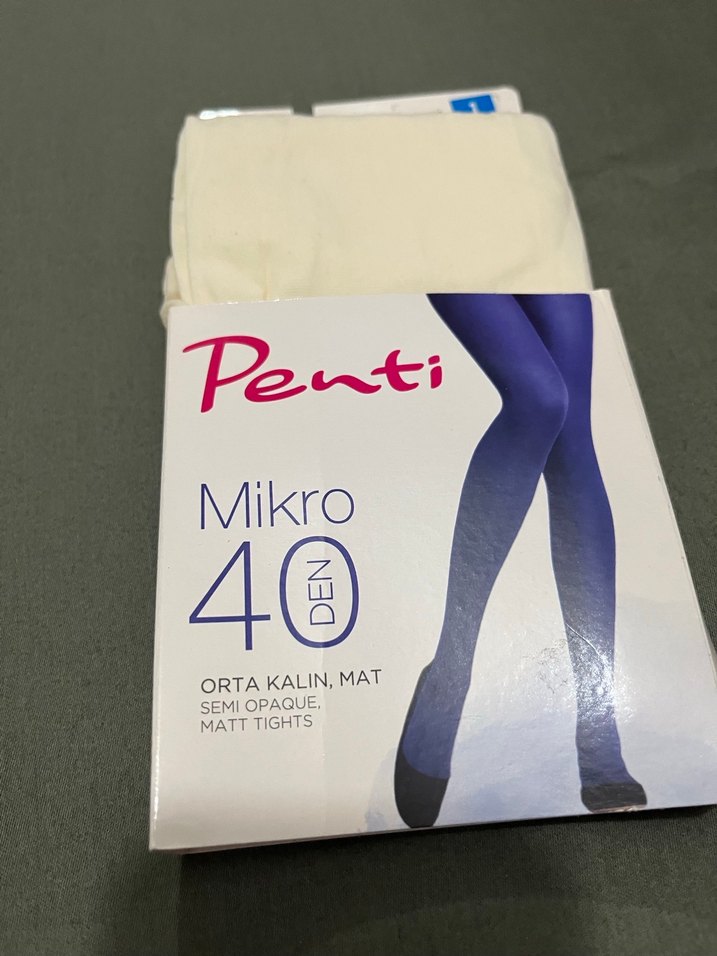 Penti
Mikro
40
DEN
ORTA KALIN, MAT
SEMI OPAQUE,
MATT TIGHTS